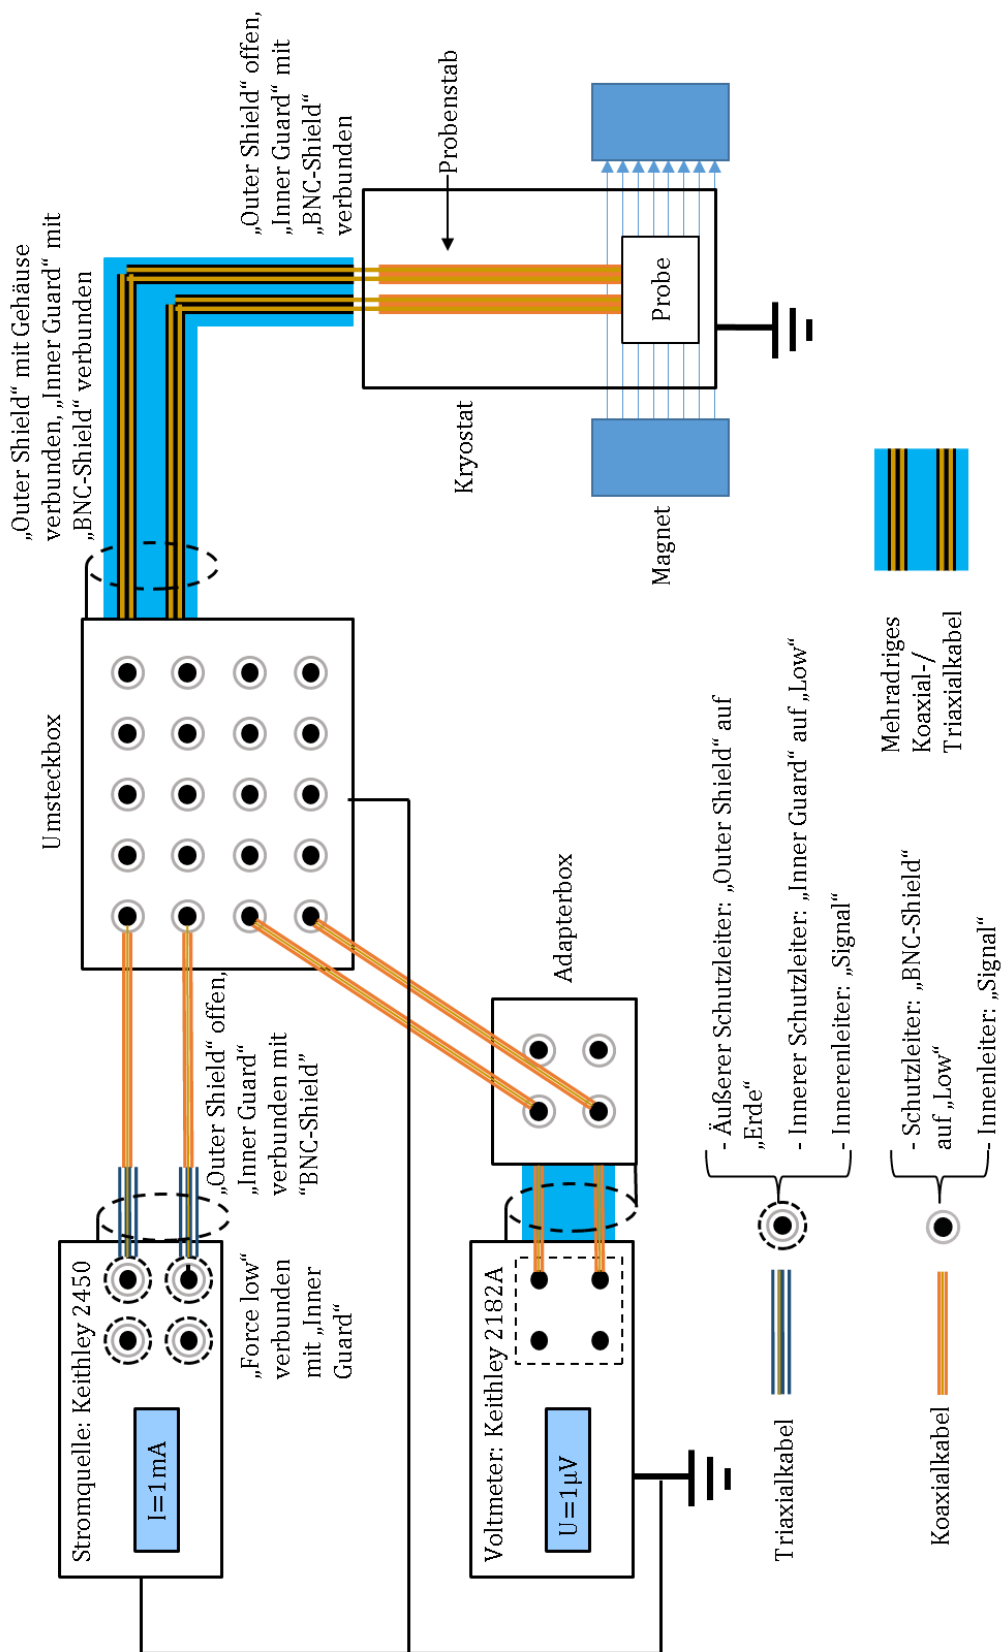 Stromquelle: Keithley 2450
I=1mA
„Force low“
verbunden
mit „Inner
Guard“
„Outer Shield“ offen,
„Inner Guard“
verbunden mit
“BNC-Shield”
Umsteckbox
„Outer Shield“ mit Gehäuse
verbunden, „Inner Guard“ mit
„BNC-Shield“ verbunden
„Outer Shield“ offen,
„Inner Guard“ mit
„BNC-Shield“
verbunden
Probenstab
Kryostat
Probe
Magnet
Voltmeter: Keithley 2182A
U=1µV
Adapterbox
Triaxialkabel
- Äußerer Schutzleiter: „Outer Shield“ auf
„Erde“
- Innerer Schutzleiter: „Inner Guard“ auf „Low“
- Innerenleiter: „Signal“
Koaxialkabel
- Schutzleiter: „BNC-Shield“
auf „Low“
- Innenleiter: „Signal“
Mehradriges
Koaxial-/
Triaxialkabel